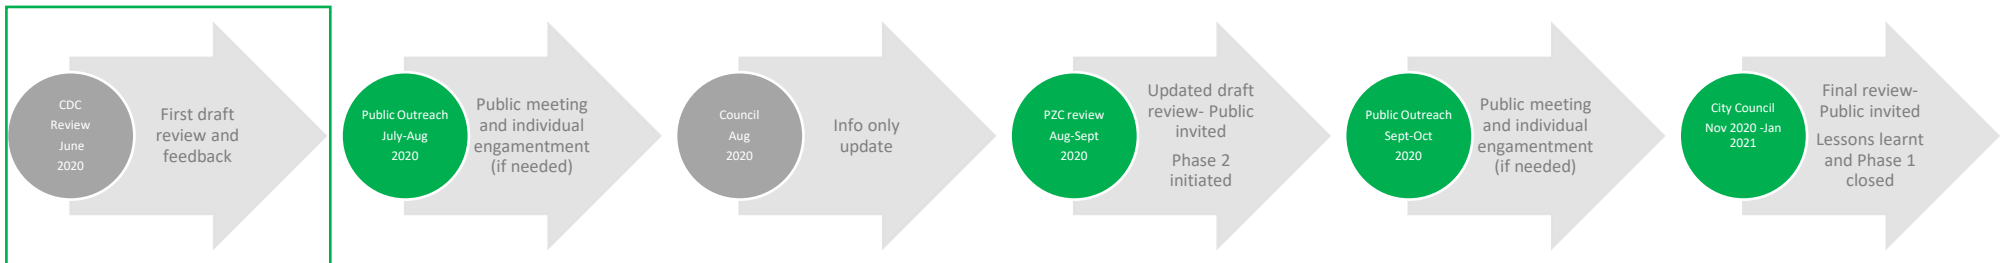 CDC
Review
June
2020
First draft
review and
feedback
Public Outreach
July-Aug
2020
Public meeting
and individual
engamentment
(if needed)
Council
Aug
2020
Info only
update
PZC review
Aug-Sept
2020
Updated draft
review- Public
invited
Phase 2
initiated
Public Outreach
Sept-Oct
2020
Public meeting
and individual
engamentment
(if needed)
City Council
Nov 2020 -Jan
2021
Final review-
Public invited
Lessons learnt
and Phase 1
closed